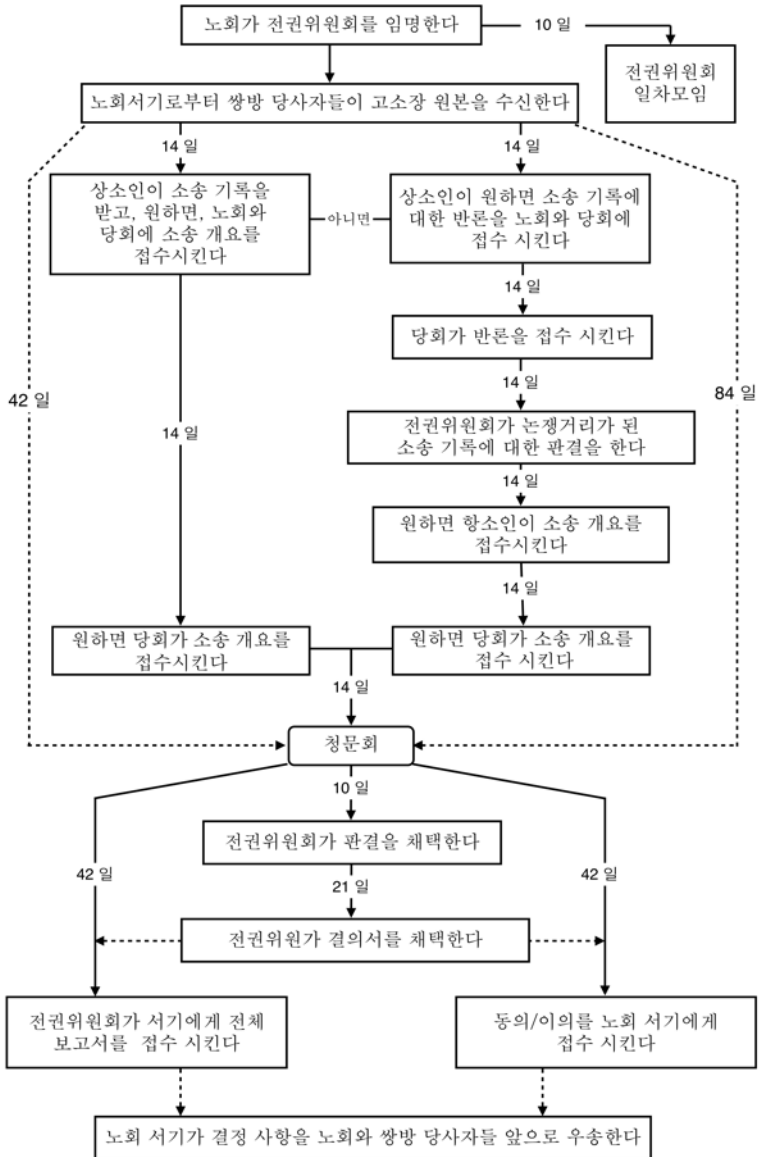 노회가 전권위원회를 임명한다
10 일
전권위원회
일차모임
노회서기로부터 쌍방 당사자들이 고소장 원본을 수신한다
14 일
14 일
상소인이 소송 기록을
받고, 원하면, 노회와
당회에 소송 개요를
접수시킨다
아니면
상소인이 원하면 소송 기록에
대한 반론을 노회와 당회에
접수 시킨다
14 일
당회가 반론을 접수 시킨다
42 일
14 일
84 일
14 일
전권위원회가 논쟁거리가 된
소송 기록에 대한 판결을 한다
14 일
원하면 항소인이 소송 개요를
접수시킨다
14 일
원하면 당회가 소송 개요를
접수시킨다
원하면 당회가 소송 개요를
접수 시킨다
14 일
청문회
10 일
전권위원회가 판결을 채택한다
42 일
21 일
42 일
전권위원가 결의서를 채택한다
전권위원회가 서기에게 전체
보고서를 접수 시킨다
동의/이의를 노회 서기에게
접수 시킨다
노회 서기가 결정 사항을 노회와 쌍방 당사자들 앞으로 우송한다